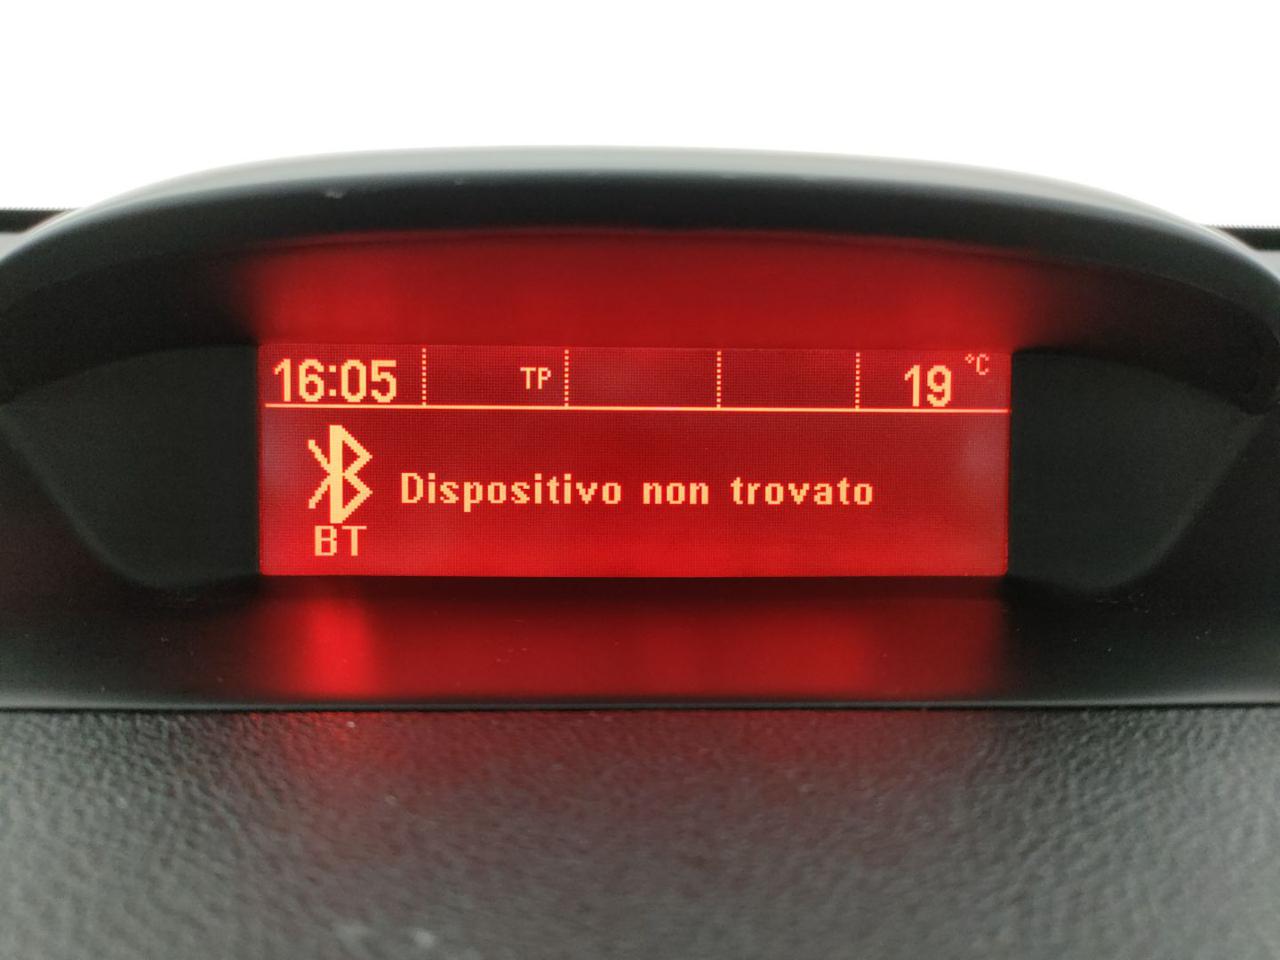 16:05 TP 19 °C
Dispositivo non trovato
BT